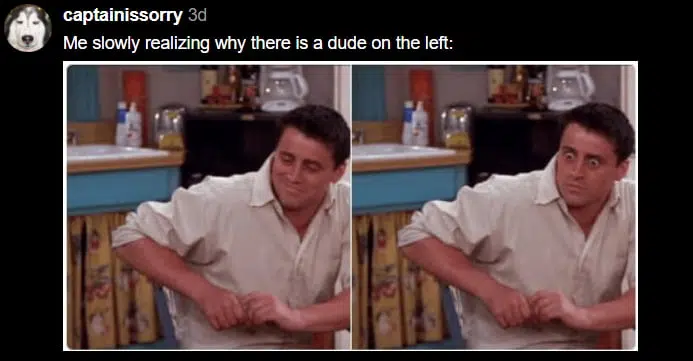 captainissorry 3d
Me slowly realizing why there is a dude on the left: